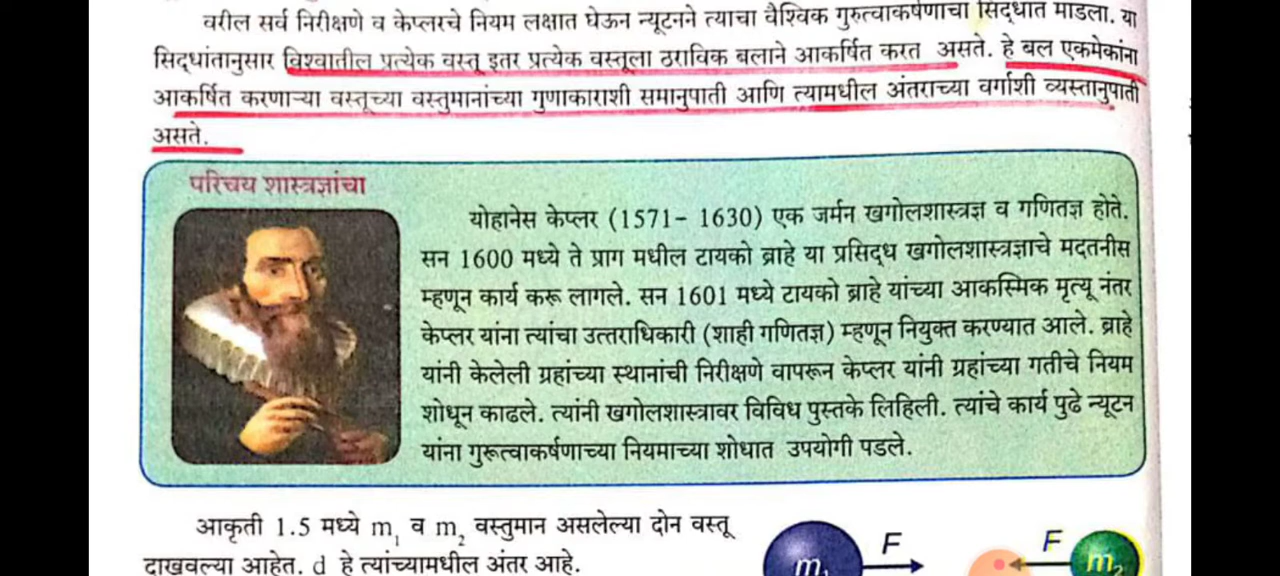 वरील सर्व निरीक्षणे व केप्लरचे नियम लक्षात घेऊन न्यूटनने त्याचा वैश्विक गुरुत्वाकर्षणाचा सिद्धांत मांडला. या
सिद्धांतानुसार विश्वातील प्रत्येक वस्तू इतर प्रत्येक वस्तूला ठराविक बलाने आकर्षित करत असते. हे बल एकमेकांना
आकर्षित करणाऱ्या वस्तूच्या वस्तुमानांच्या गुणाकाराशी समानुपाती आणि त्यामधील अंतराच्या वर्गाशी व्यस्तानुपाती
असते.
परिचय शास्त्रज्ञांचा
योहानेस केप्लर (1571- 1630) एक जर्मन खगोलशास्त्रज्ञ व गणितज्ञ होते.
सन 1600 मध्ये ते प्राग मधील टायको ब्राहे या प्रसिद्ध खगोलशास्त्रज्ञाचे मदतनीस
म्हणून कार्य करू लागले. सन 1601 मध्ये टायको ब्राहे यांच्या आकस्मिक मृत्यू नंतर
केप्लर यांना त्यांचा उत्तराधिकारी (शाही गणितज्ञ) म्हणून नियुक्त करण्यात आले. ब्राहे
यांनी केलेली ग्रहांच्या स्थानांची निरीक्षणे वापरून केप्लर यांनी ग्रहांच्या गतीचे नियम
शोधून काढले. त्यांनी खगोलशास्त्रावर विविध पुस्तके लिहिली. त्यांचे कार्य पुढे न्यूटन
यांना गुरूत्वाकर्षणाच्या नियमाच्या शोधात उपयोगी पडले.
आकृती 1.5 मध्ये m₁ व m₂ वस्तुमान असलेल्या दोन वस्तू
दाखवल्या आहेत. d हे त्यांच्यामधील अंतर आहे.
F F
m₁ m₂